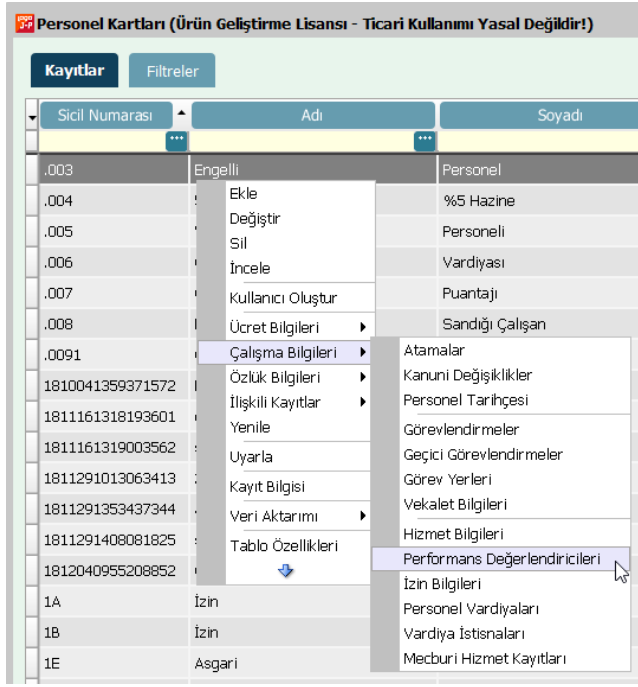 Personel Kartları (Ürün Geliştirme Lisansı - Ticari Kullanımı Yasal Değildir!)
Kayıtlar Filtreler
Sicil Numarası Adı Soyadı
.003 Engelli Personel
.004 %5 Hazine
.005 Personeli
.006 Vardiyası
.007 Puantajı
.008 Sandığı Çalışan
.0091
1810041359371572
1811161318193601
1811161319003562
1811291013063413
1811291353437344
1811291408081825
1812040955208852
1A İzin
1B İzin
1E Asgari
Ekle
Değiştir
Sil
İncele
Kullanıcı Oluştur
Ücret Bilgileri
Çalışma Bilgileri
Özlük Bilgileri
İlişkili Kayıtlar
Yenile
Uyarla
Kayıt Bilgisi
Veri Aktarımı
Tablo Özellikleri
Atamalar
Kanuni Değişiklikler
Personel Tarihçesi
Görevlendirmeler
Geçici Görevlendirmeler
Görev Yerleri
Vekalet Bilgileri
Hizmet Bilgileri
Performans Değerlendiricileri
İzin Bilgileri
Personel Vardiyaları
Vardiya İstisnaları
Mecburi Hizmet Kayıtları